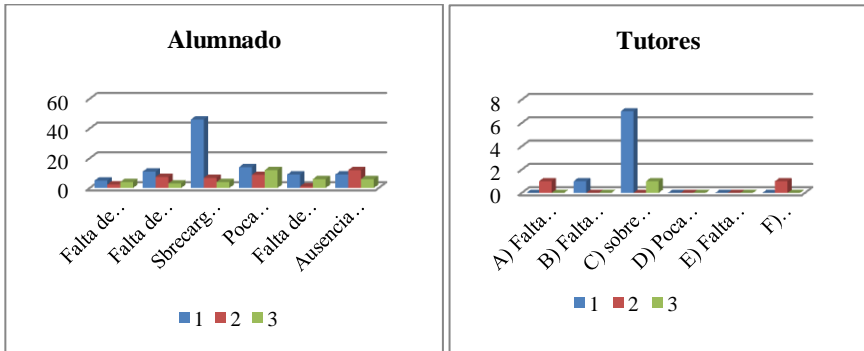 Alumnado
60
40
20
0
Falta de...
Falta de...
Sbrecarg...
Poca...
Falta de...
Ausencia...
1 2 3
Tutores
8
6
4
2
0
A) Falta...
B) Falta...
C) sobre...
D) Poca...
E) Falta...
F)...
1 2 3